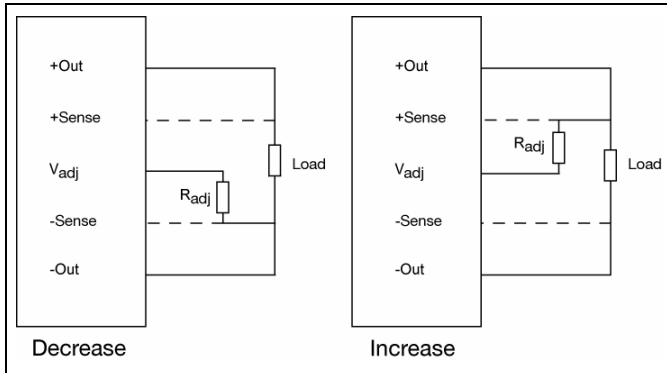 +Out
+Sense
Vadj
Radj
-Sense
-Out
Load
Decrease
+Out
+Sense
Radj
Vadj
-Sense
-Out
Load
Increase